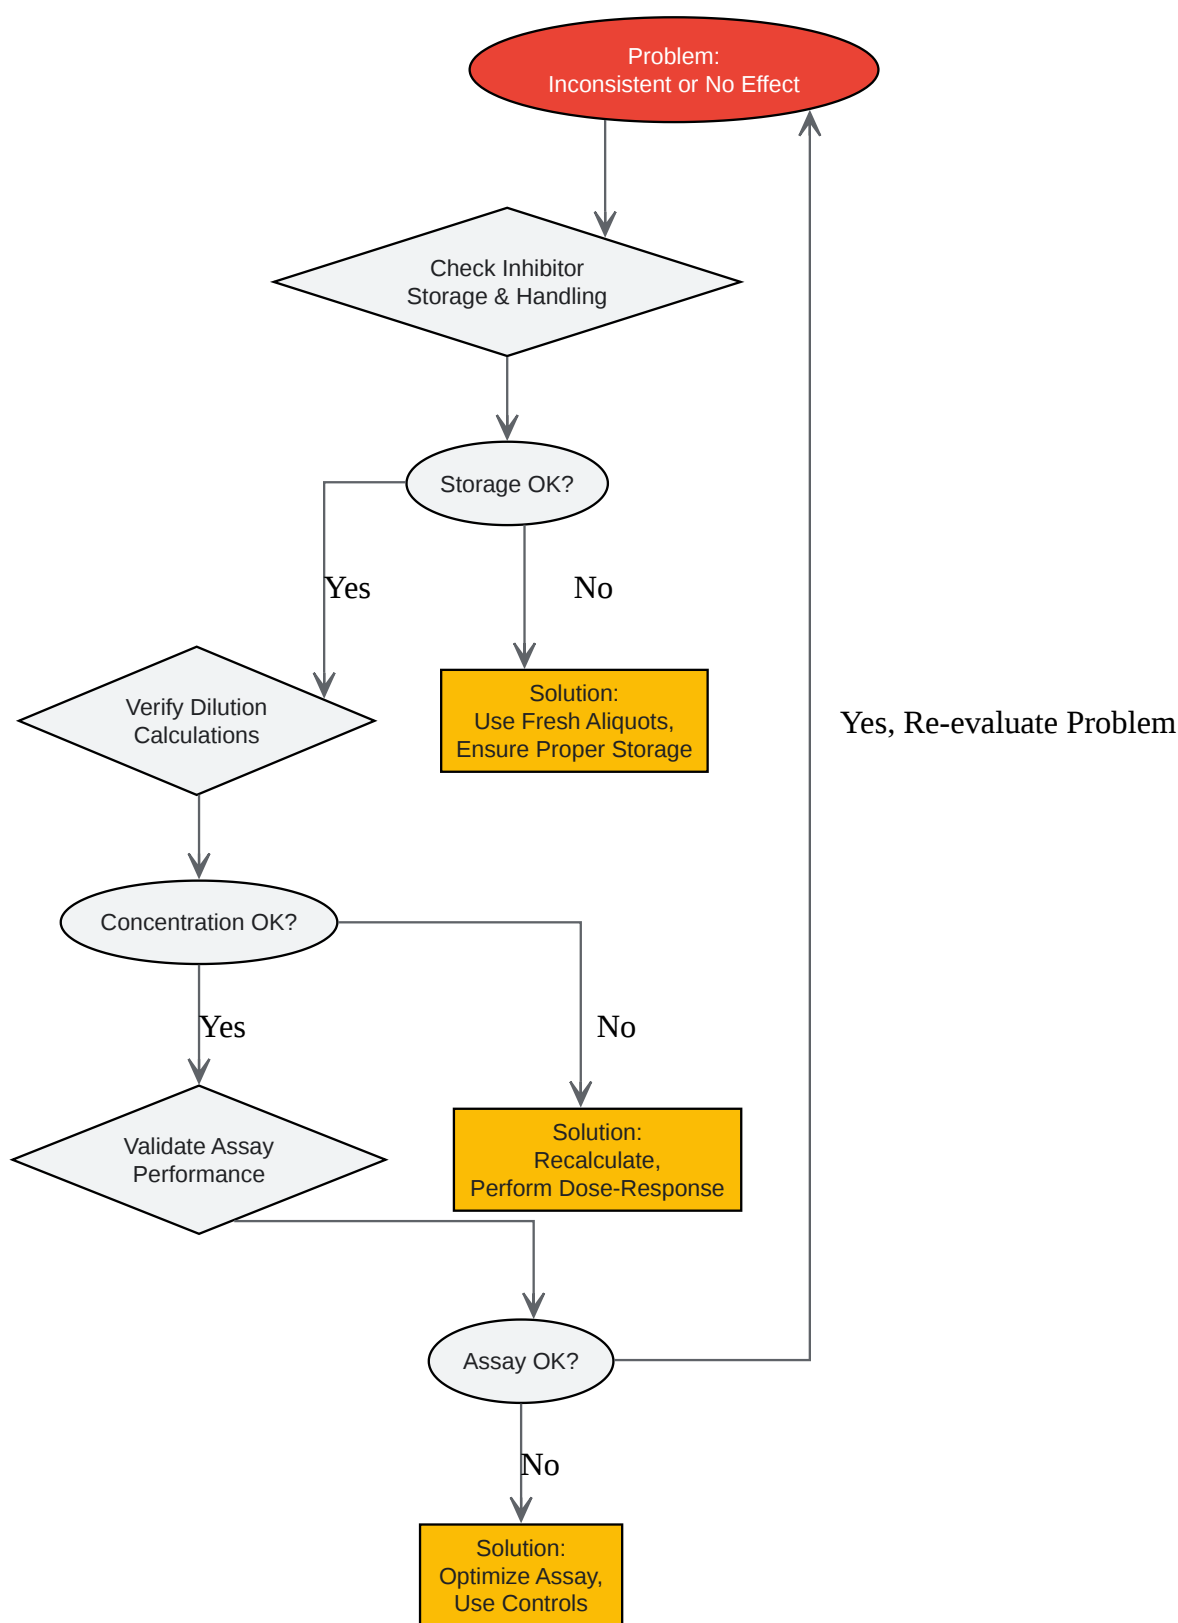 Problem:
Inconsistent or No Effect
Check Inhibitor
Storage & Handling
Storage OK?
Yes
No
Verify Dilution
Calculations
Solution:
Use Fresh Aliquots,
Ensure Proper Storage
Yes, Re-evaluate Problem
Concentration OK?
Yes
No
Validate Assay
Performance
Solution:
Recalculate,
Perform Dose-Response
Assay OK?
No
Solution:
Optimize Assay,
Use Controls